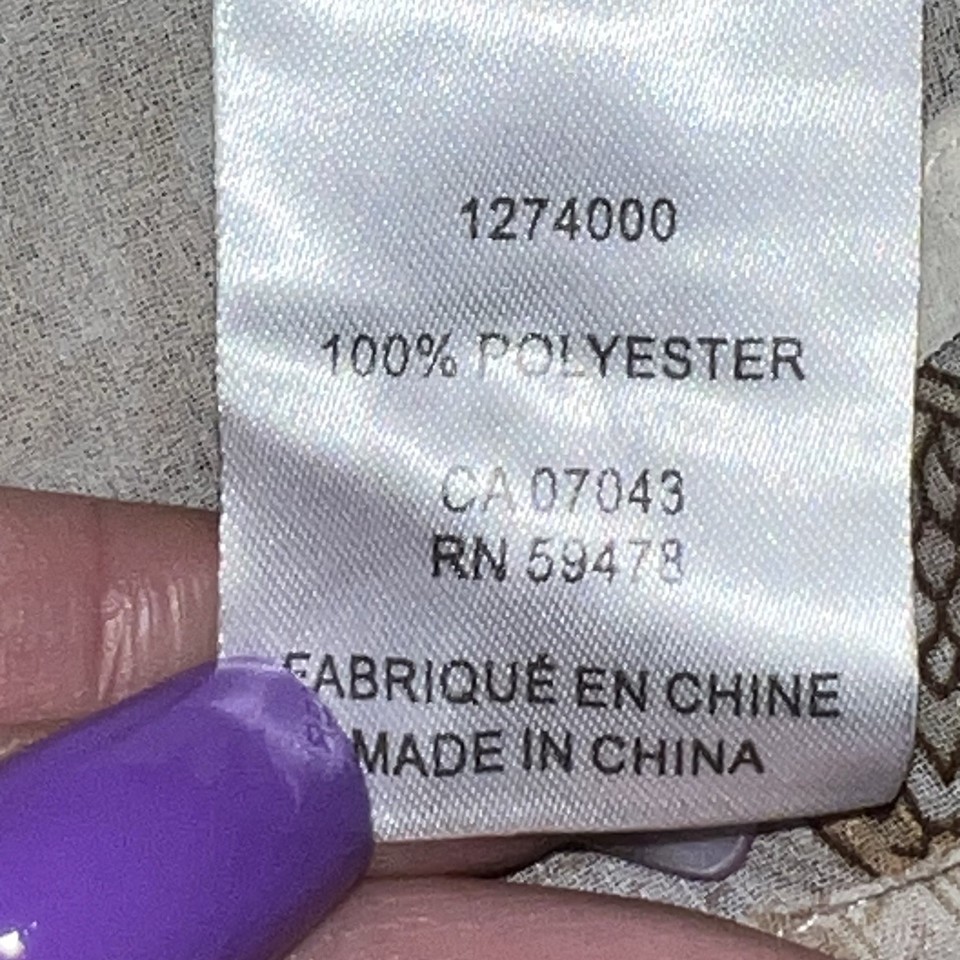 1274000
100% POLYESTER
CA 07043
RN 59478
FABRIQUÉ EN CHINE
MADE IN CHINA